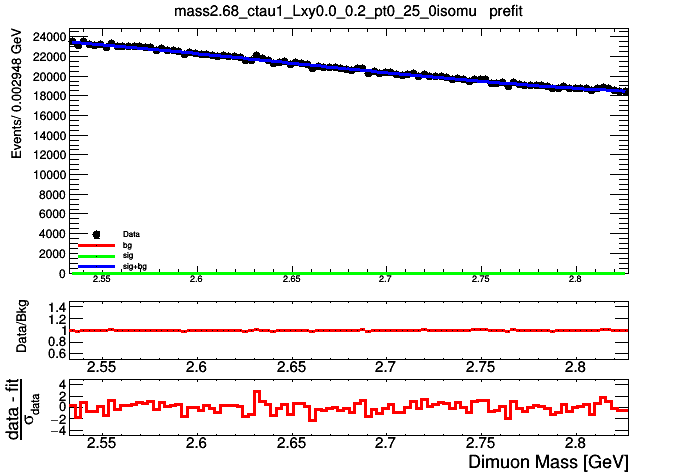 mass2.68_ctau1_Lxy0.0_0.2_pt0_25_0isomu prefit
Events/ 0.002948 GeV
24000
22000
20000
18000
16000
14000
12000
10000
8000
6000
4000
2000
0
Data
bg
sig
sig+bg
2.55 2.6 2.65 2.7 2.75 2.8
Data/Bkg
1.4
1.2
1
0.8
0.6
2.55 2.6 2.65 2.7 2.75 2.8
data - fit
σdata
4
2
0
−2
−4
2.55 2.6 2.65 2.7 2.75 2.8
Dimuon Mass [GeV]